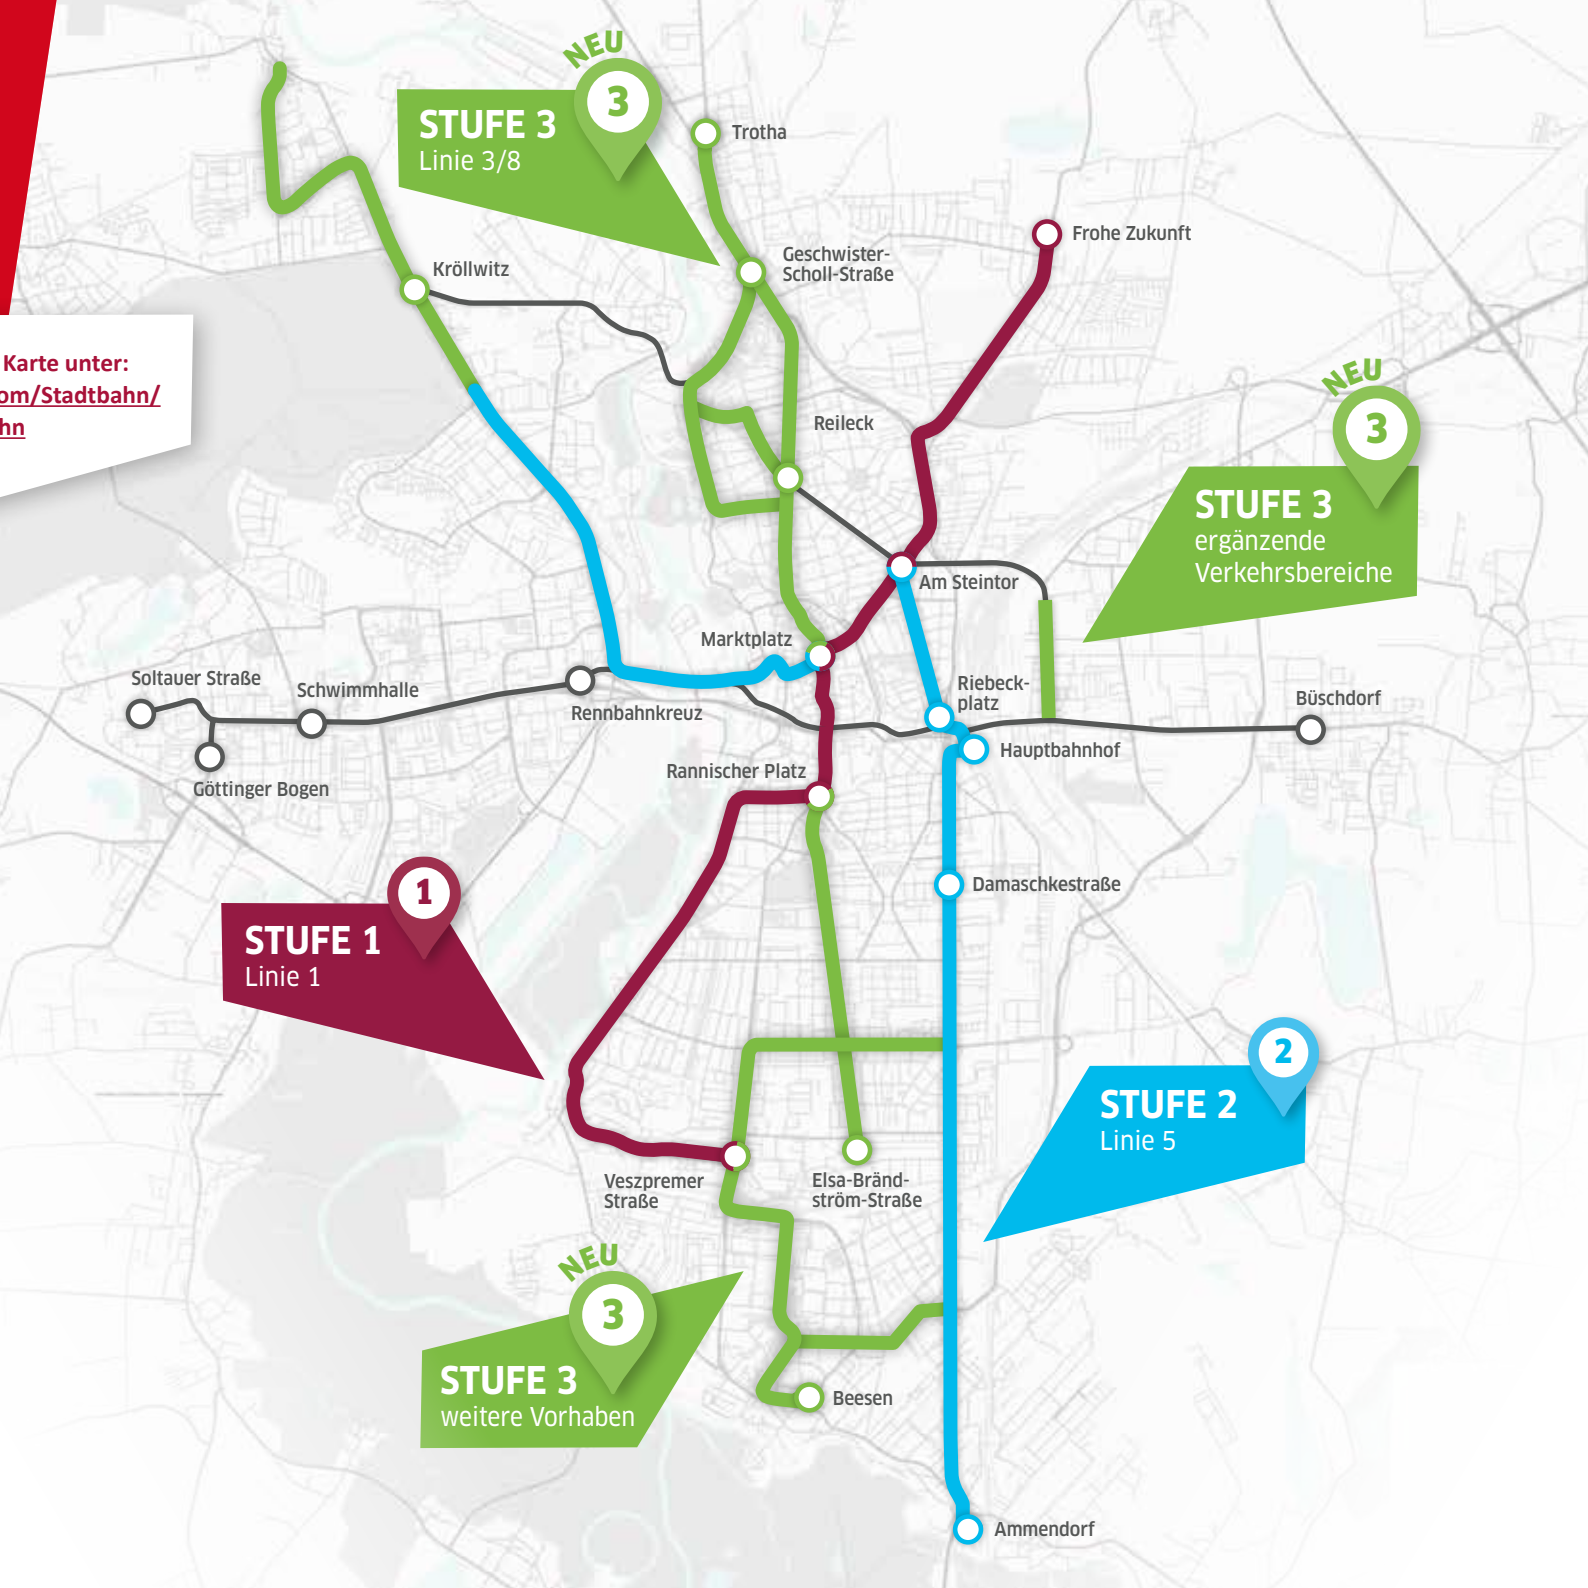 NEU
3
STUFE 3
Linie 3/8
Trotha
Frohe Zukunft
Geschwister-
Scholl-Straße
Kröllwitz
Karte unter:
om/Stadtbahn/
hn
NEU
3
Reileck
STUFE 3
ergänzende
Verkehrsbereiche
Am Steintor
Marktplatz
Soltauer Straße
Schwimmhalle
Riebeck-
platz
Büschdorf
Rennbahnkreuz
Hauptbahnhof
Göttinger Bogen
Rannischer Platz
1
STUFE 1
Linie 1
Damaschkestraße
2
STUFE 2
Linie 5
Veszpremer
Straße
Elsa-Bränd-
ström-Straße
NEU
3
STUFE 3
weitere Vorhaben
Beesen
Ammendorf